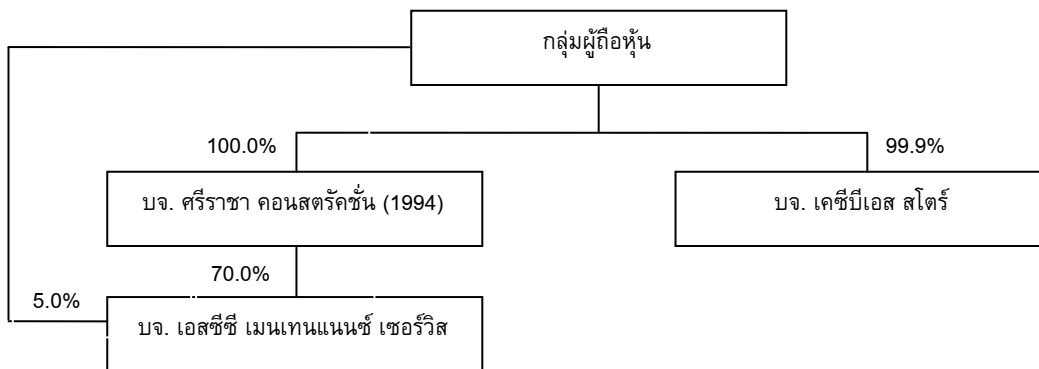 กลุ่มผู้ถือหุ้น
100.0%
99.9%
บจ. ศรีราชา คอนสตรัคชั่น (1994)
บจ. เคซีบีเอส สโตร์
70.0%
5.0%
บจ. เอสซีซี เมนเทนแนนซ์ เซอร์วิส